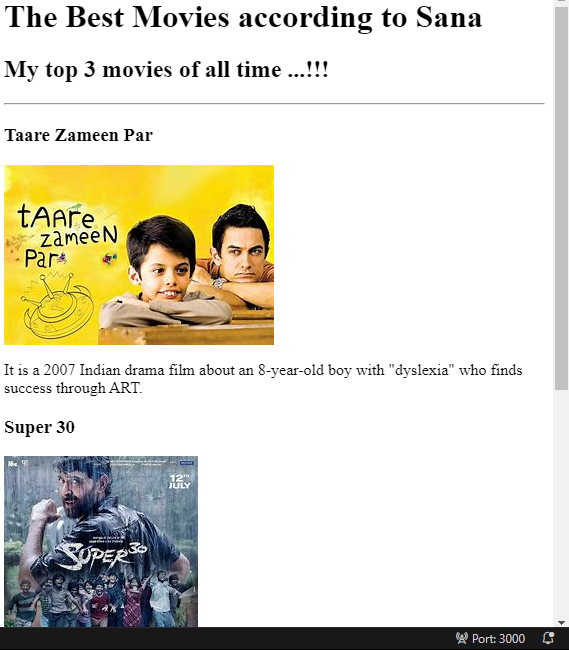 The Best Movies according to Sana
My top 3 movies of all time ...!!!
Taare Zameen Par
tAAre
zameeN
PaR
It is a 2007 Indian drama film about an 8-year-old boy with "dyslexia" who finds
success through ART.
Super 30
12TH
JULY
SUPER 30
Port: 3000